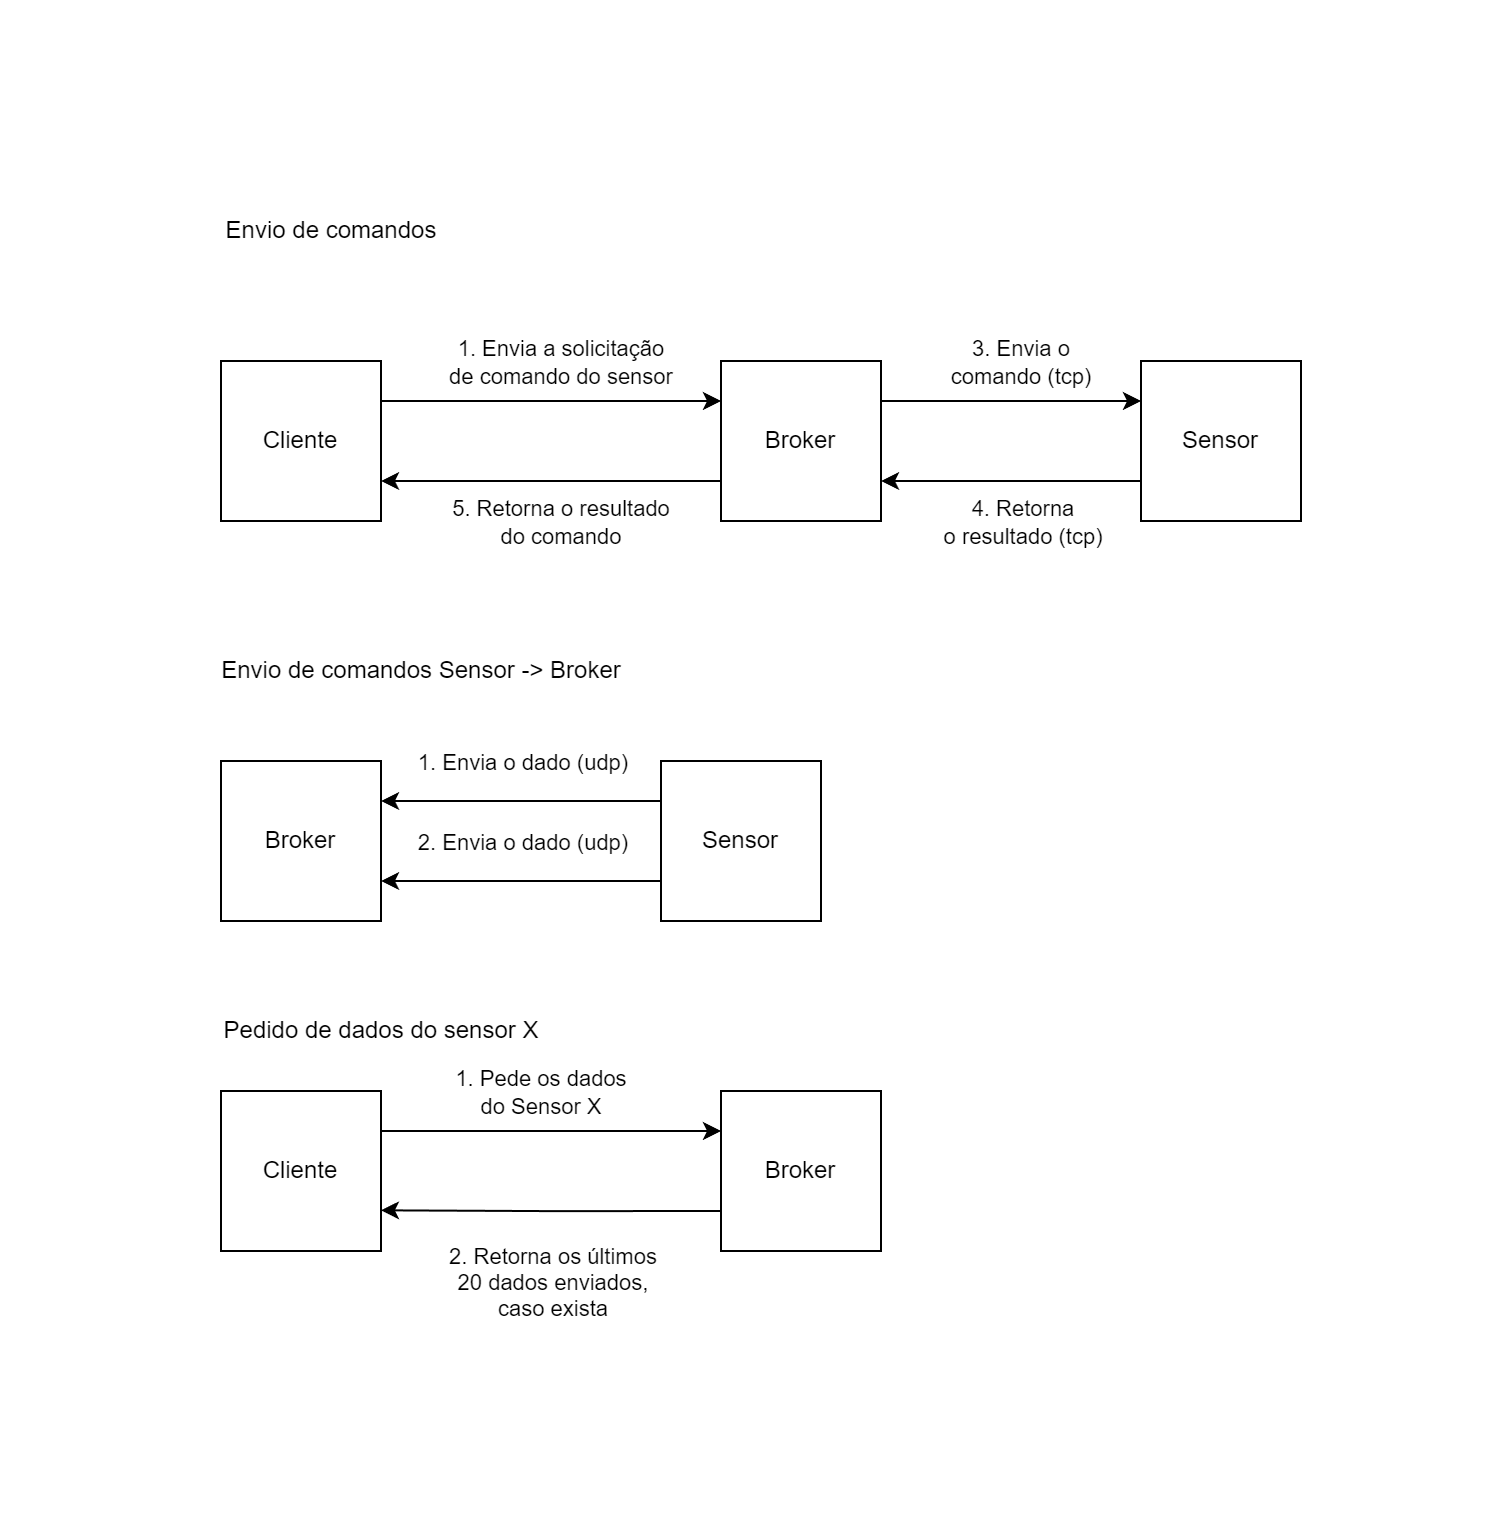 Envio de comandos
1. Envia a solicitação
de comando do sensor
3. Envia o
comando (tcp)
Cliente
Broker
Sensor
5. Retorna o resultado
do comando
4. Retorna
o resultado (tcp)
Envio de comandos Sensor -> Broker
1. Envia o dado (udp)
Broker
2. Envia o dado (udp)
Sensor
Pedido de dados do sensor X
1. Pede os dados
do Sensor X
Cliente
Broker
2. Retorna os últimos
20 dados enviados,
caso exista